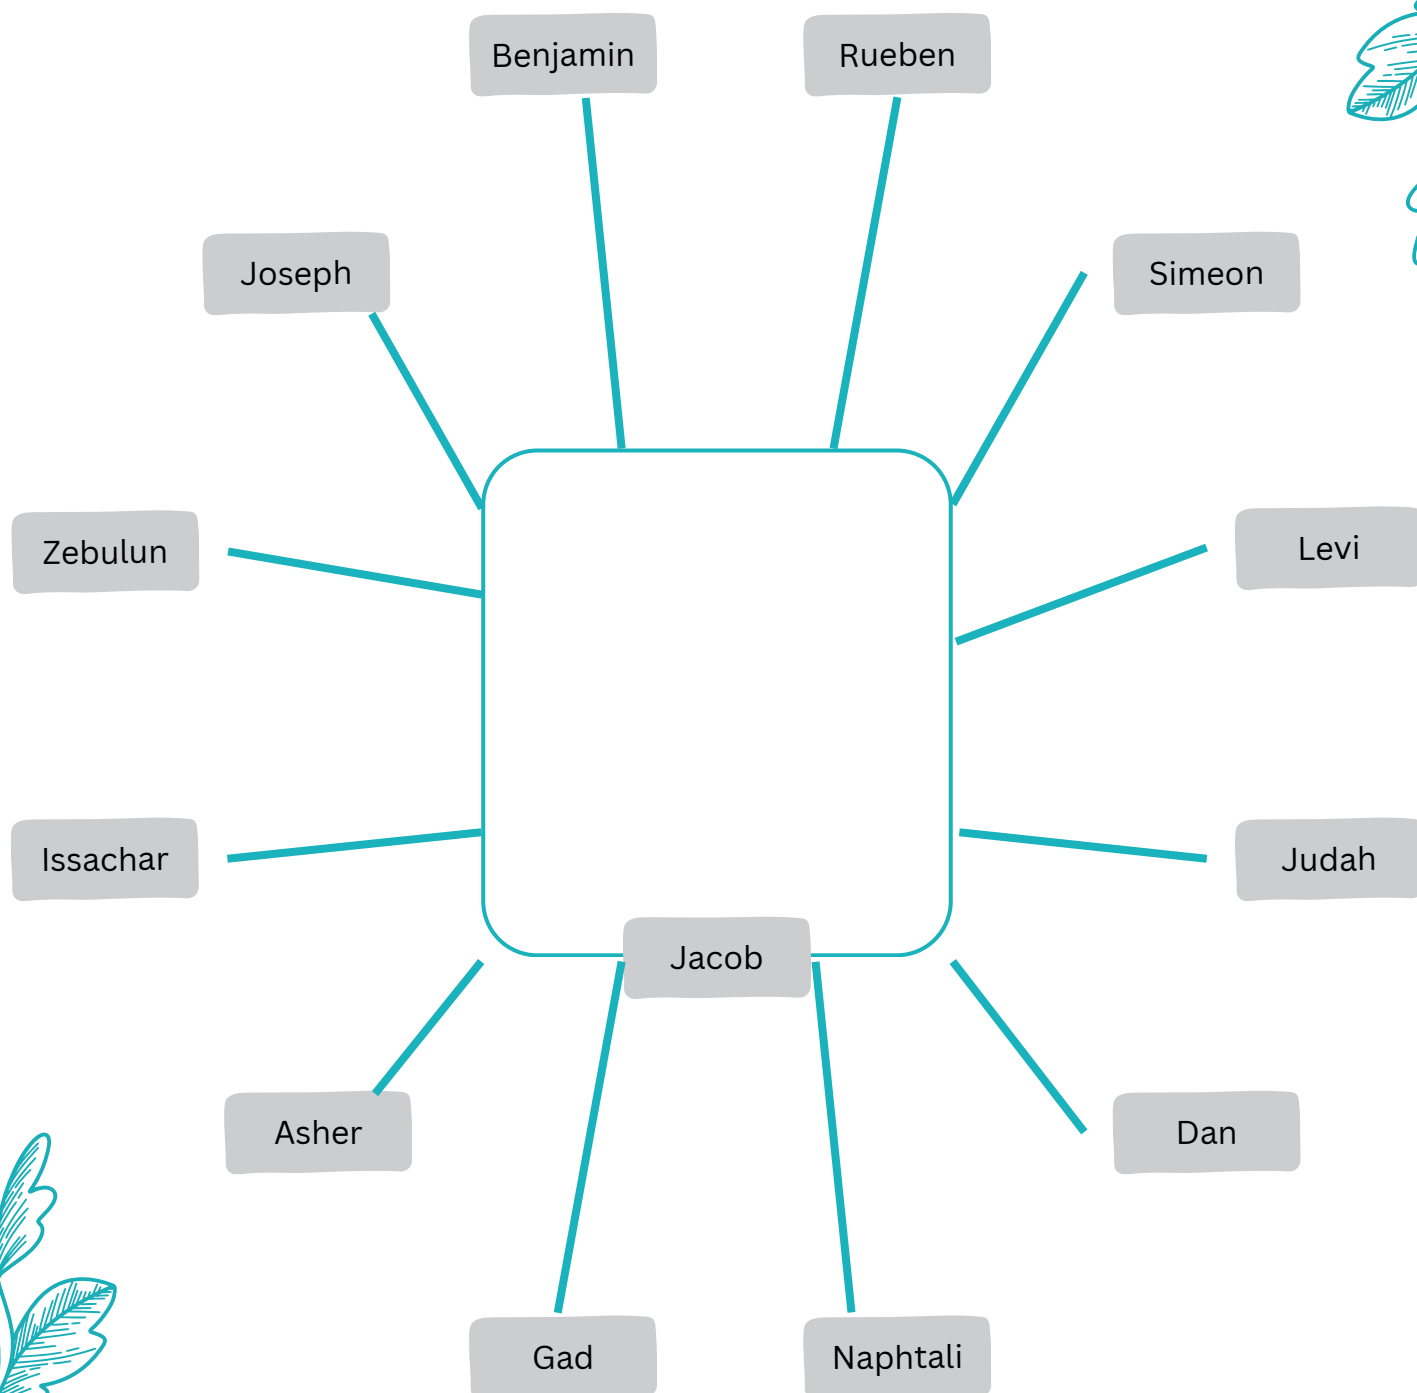 Benjamin
Rueben
Joseph
Simeon
Zebulun
Levi
Issachar
Judah
Jacob
Asher
Dan
Gad
Naphtali